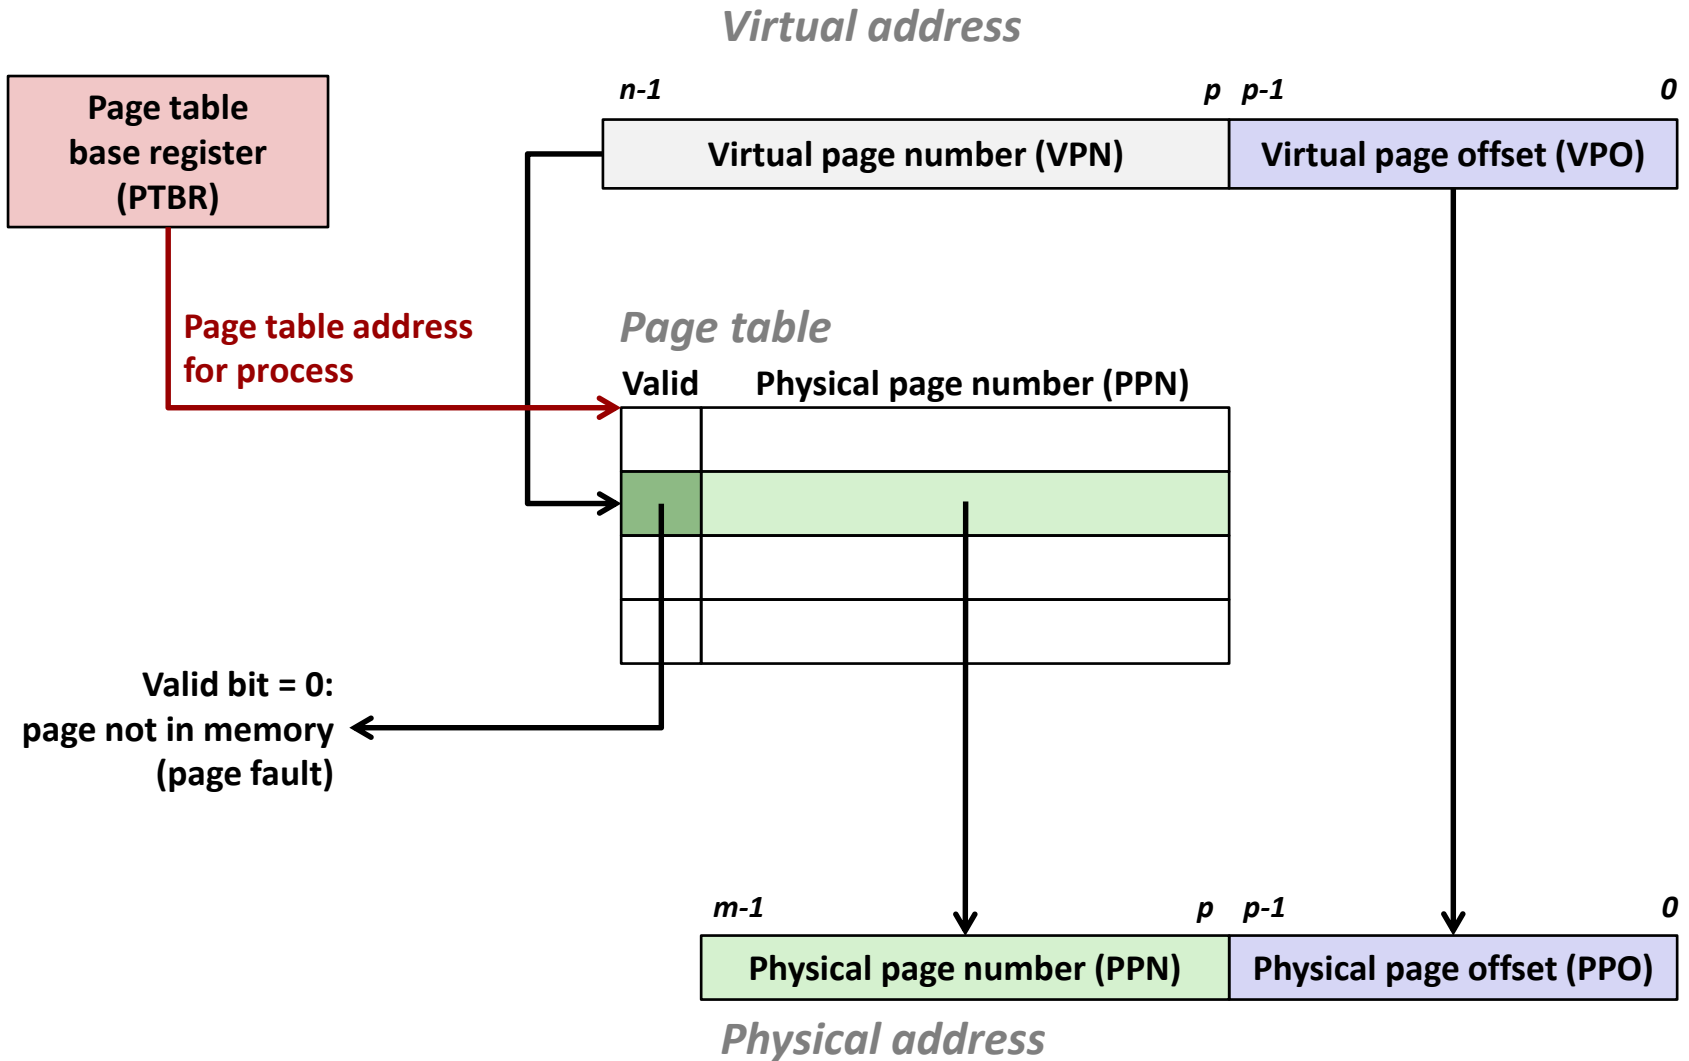 Virtual address
Page table
base register
(PTBR)
n-1
p
p-1
0
Virtual page number (VPN)
Virtual page offset (VPO)
Page table address
for process
Page table
Valid
Physical page number (PPN)
Valid bit = 0:
page not in memory
(page fault)
m-1
p
p-1
0
Physical page number (PPN)
Physical page offset (PPO)
Physical address